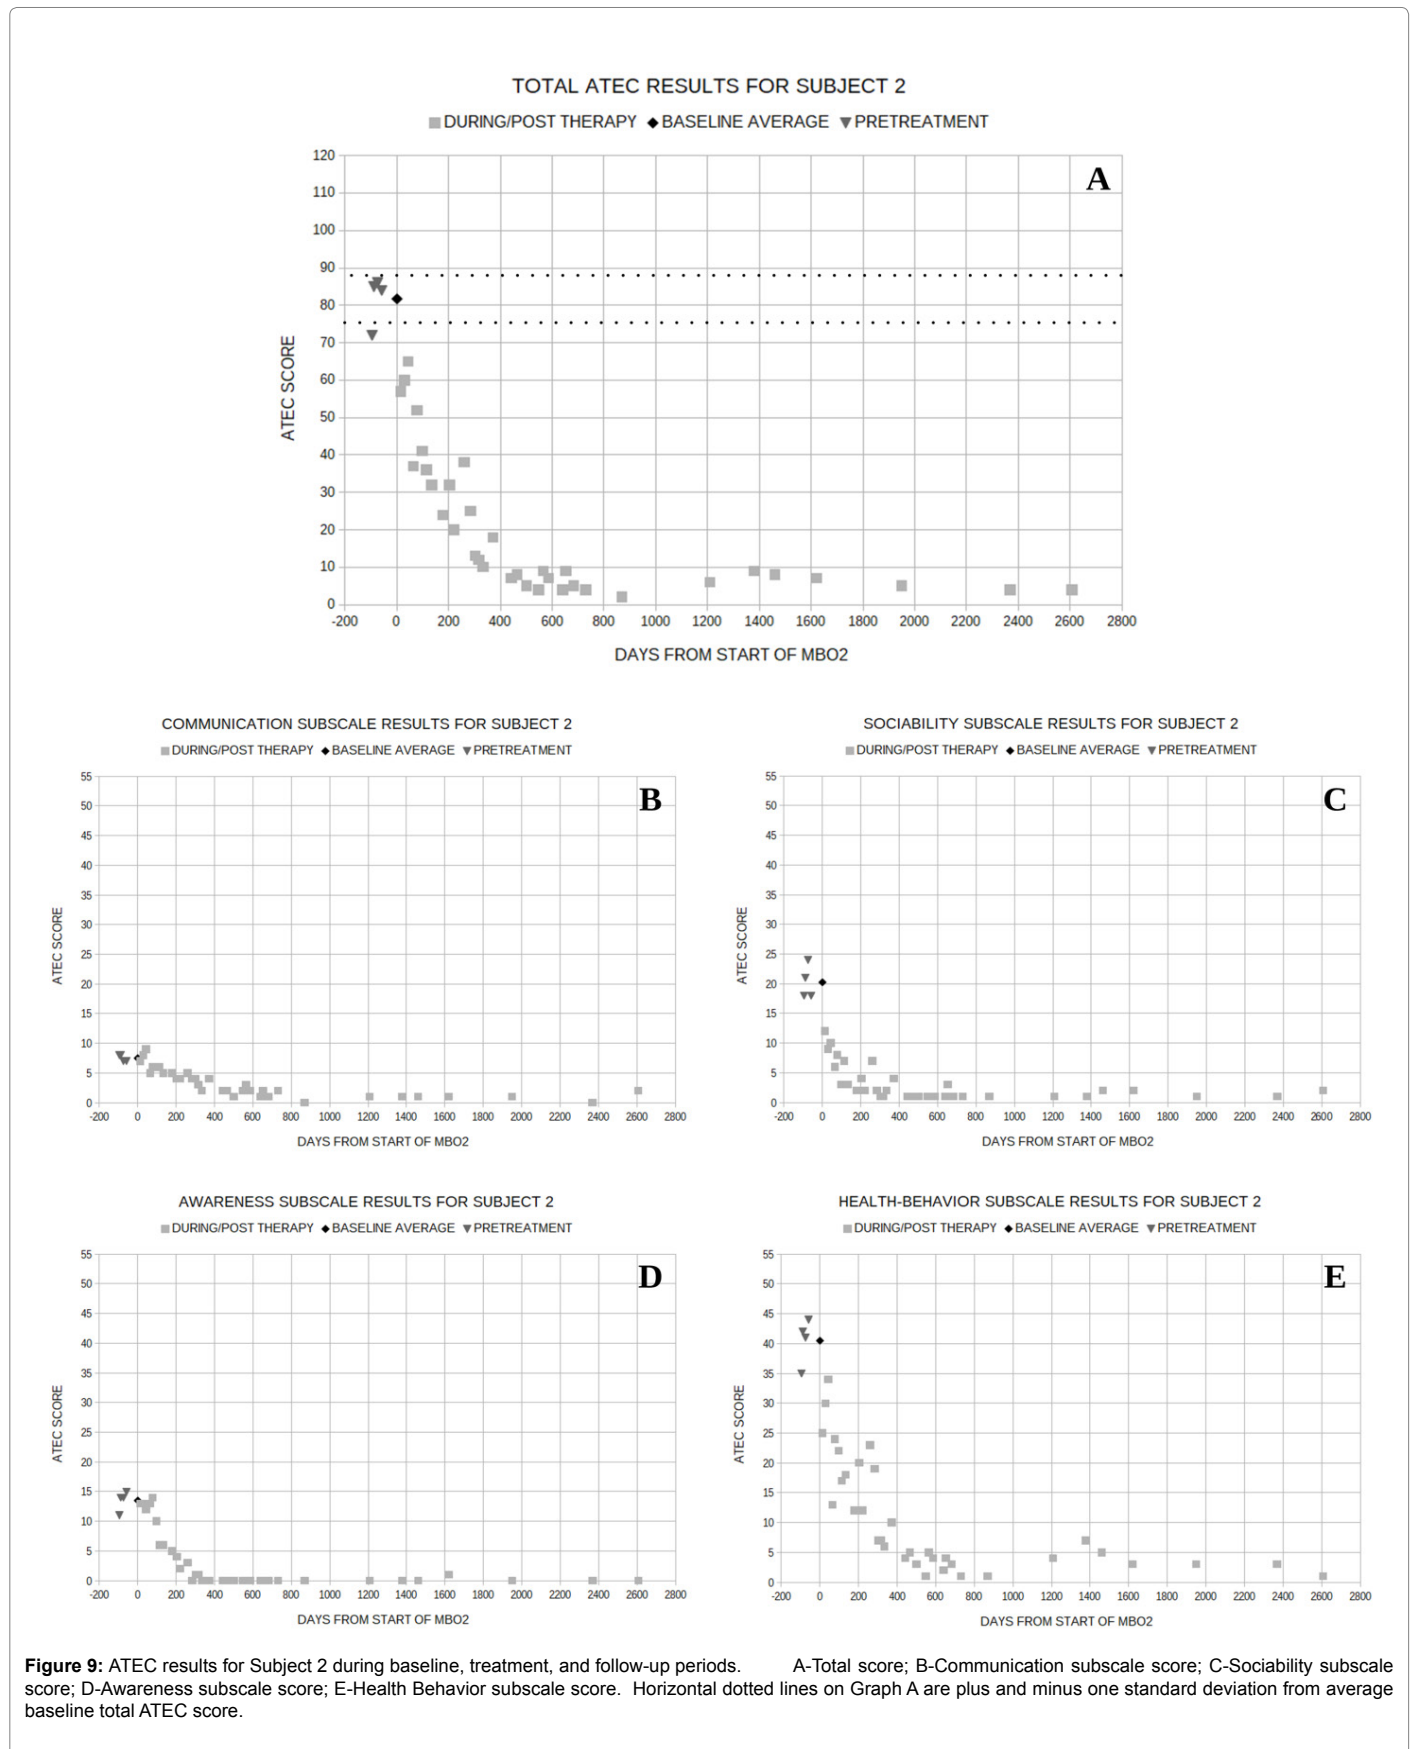 TOTAL ATEC RESULTS FOR SUBJECT 2
DURING/POST THERAPY BASELINE AVERAGE PRETREATMENT
A
120
110
100
90
80
70
60
50
40
30
20
10
0
ATEC SCORE
-200 0 200 400 600 800 1000 1200 1400 1600 1800 2000 2200 2400 2600 2800
DAYS FROM START OF MBO2
COMMUNICATION SUBSCALE RESULTS FOR SUBJECT 2
DURING/POST THERAPY BASELINE AVERAGE PRETREATMENT
B
55
50
45
40
35
30
25
20
15
10
5
0
ATEC SCORE
-200 0 200 400 600 800 1000 1200 1400 1600 1800 2000 2200 2400 2600 2800
DAYS FROM START OF MBO2
SOCIABILITY SUBSCALE RESULTS FOR SUBJECT 2
DURING/POST THERAPY BASELINE AVERAGE PRETREATMENT
C
55
50
45
40
35
30
25
20
15
10
5
0
ATEC SCORE
-200 0 200 400 600 800 1000 1200 1400 1600 1800 2000 2200 2400 2600 2800
DAYS FROM START OF MBO2
AWARENESS SUBSCALE RESULTS FOR SUBJECT 2
DURING/POST THERAPY BASELINE AVERAGE PRETREATMENT
D
55
50
45
40
35
30
25
20
15
10
5
0
ATEC SCORE
-200 0 200 400 600 800 1000 1200 1400 1600 1800 2000 2200 2400 2600 2800
DAYS FROM START OF MBO2
HEALTH-BEHAVIOR SUBSCALE RESULTS FOR SUBJECT 2
DURING/POST THERAPY BASELINE AVERAGE PRETREATMENT
E
55
50
45
40
35
30
25
20
15
10
5
0
ATEC SCORE
-200 0 200 400 600 800 1000 1200 1400 1600 1800 2000 2200 2400 2600 2800
DAYS FROM START OF MBO2
Figure 9: ATEC results for Subject 2 during baseline, treatment, and follow-up periods. A-Total score; B-Communication subscale score; C-Sociability subscale
score; D-Awareness subscale score; E-Health Behavior subscale score. Horizontal dotted lines on Graph A are plus and minus one standard deviation from average
baseline total ATEC score.